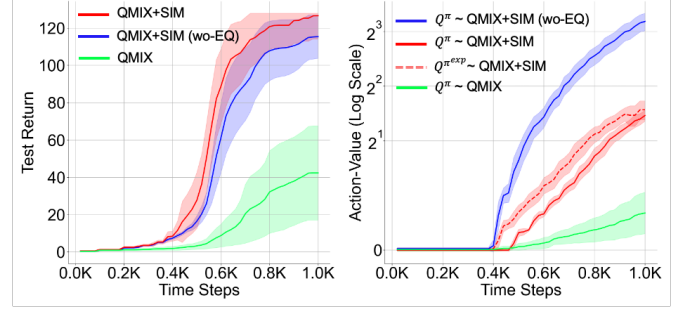 QMIX+SIM
QMIX+SIM (wo-EQ)
QMIX
120
100
80
60
40
20
0
0.0K 0.2K 0.4K 0.6K 0.8K 1.0K
Time Steps
Test Return
Q^π ~ QMIX+SIM (wo-EQ)
Q^π ~ QMIX+SIM
Q^π^exp ~ QMIX+SIM
Q^π ~ QMIX
2^3
2^2
2^1
0
0.0K 0.2K 0.4K 0.6K 0.8K 1.0K
Time Steps
Action-Value (Log Scale)